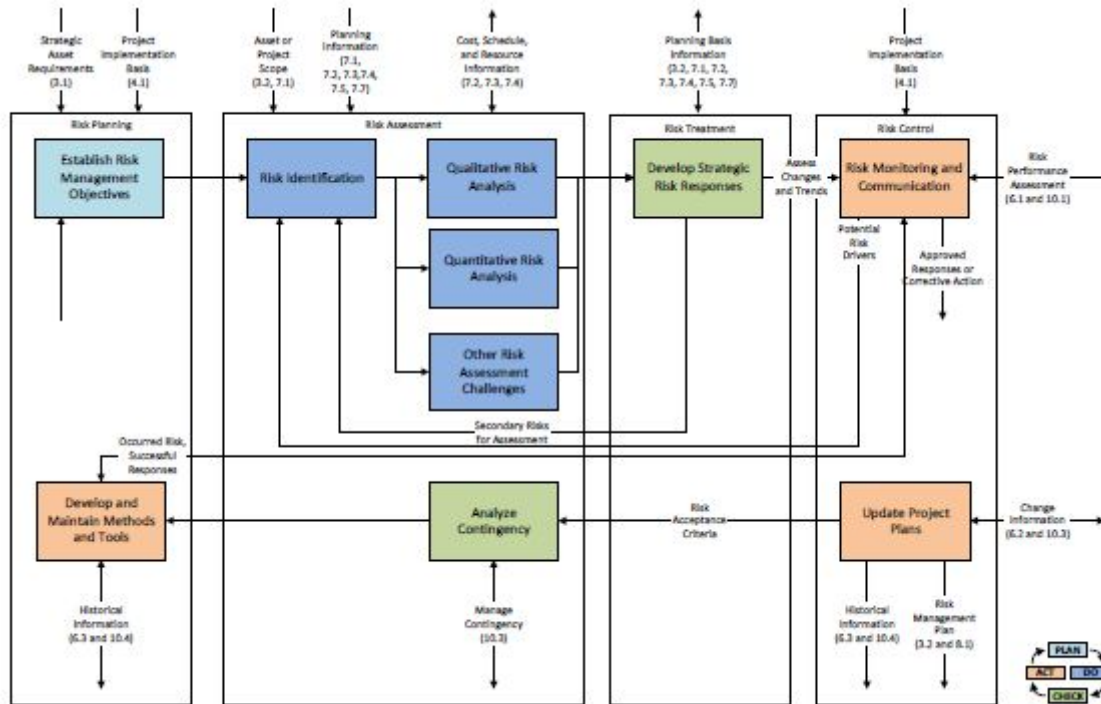 Strategic
Asset
Requirements
(3.1)
Project
Implementation
Basis
(4.1)
Asset or
Project
Scope
(3.2, 7.1)
Planning
Information
(7.1,
7.2, 7.3,7.4,
7.5, 7.7)
Cost, Schedule,
and Resource
Information
(7.2, 7.3, 7.4)
Planning Basis
Information
(3.2, 7.1, 7.2,
7.3, 7.4, 7.5, 7.7)
Project
Implementation
Basis
(4.1)
Risk Planning
Risk Assessment
Risk Treatment
Risk Control
Establish Risk
Management
Objectives
Risk Identification
Qualitative Risk
Analysis
Develop Strategic
Risk Responses
Assess
Changes
and Trends
Risk Monitoring and
Communication
Risk
Performance
Assessment
(6.1 and 10.1)
Quantitative Risk
Analysis
Potential
Risk
Drivers
Approved
Responses or
Corrective Action
Other Risk
Assessment
Challenges
Secondary Risks
for Assessment
Occurred Risk,
Successful
Responses
Develop and
Maintain Methods
and Tools
Analyze
Contingency
Risk
Acceptance
Criteria
Update Project
Plans
Change
Information
(6.2 and 10.3)
Historical
Information
(6.3 and 10.4)
Manage
Contingency
(10.3)
Historical
Information
(6.3 and 10.4)
Risk
Management
Plan
(3.2 and 8.1)
PLAN
ACT
DO
CHECK